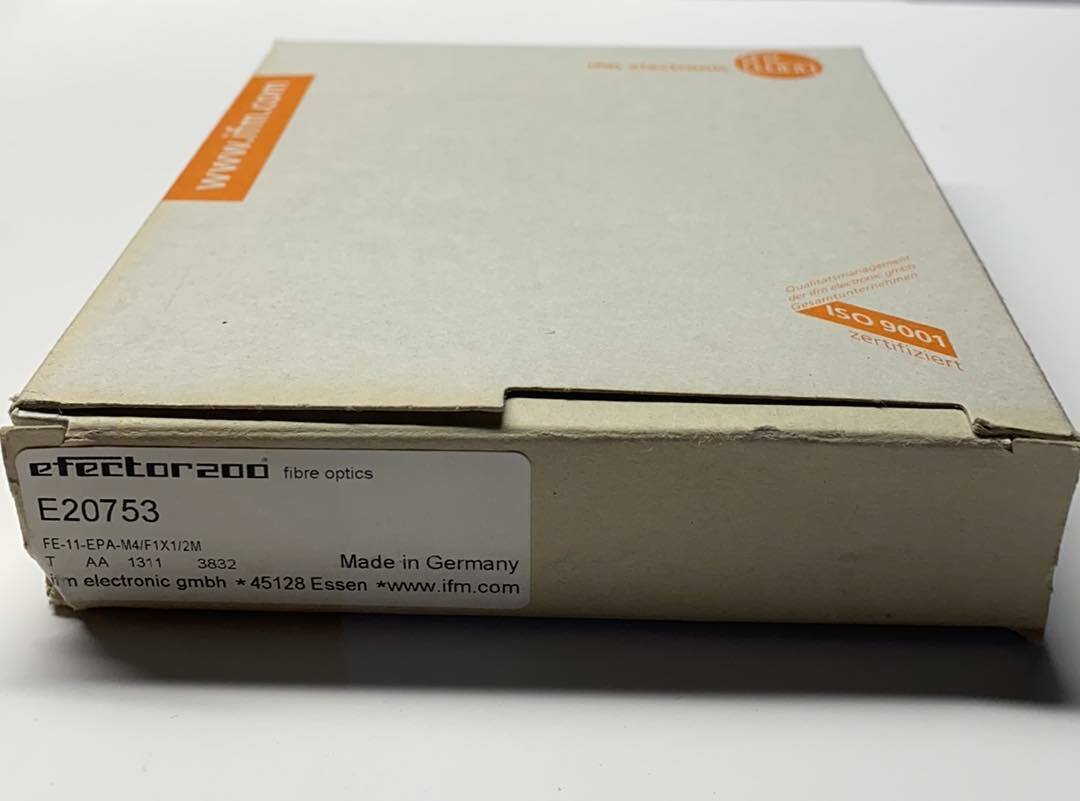 ifm electronic
www.ifm.com
Qualitätsmanagement
der ifm electronic gmbh
Gesamtunternehmen
ISO 9001
zertifiziert
efector200 fibre optics
E20753
FE-11-EPA-M4/F1X1/2M
T AA 1311 3832 Made in Germany
ifm electronic gmbh * 45128 Essen *www.ifm.com